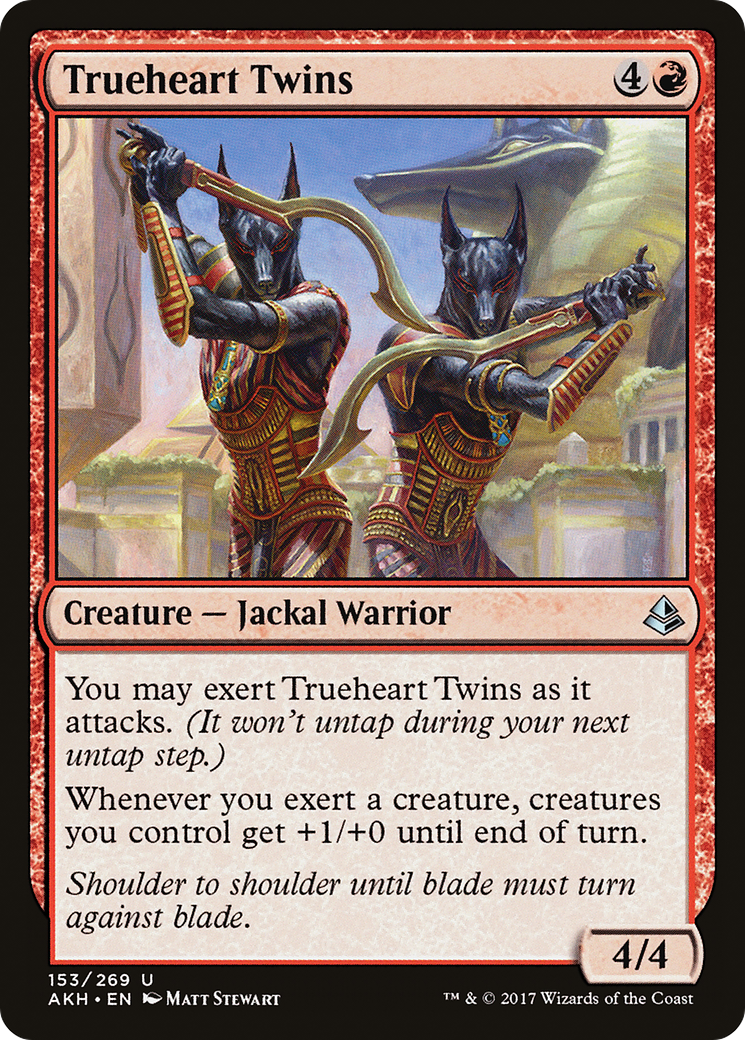 Trueheart Twins 4
Creature — Jackal Warrior
You may exert Trueheart Twins as it
attacks. (It won't untap during your next
untap step.)
Whenever you exert a creature, creatures
you control get +1/+0 until end of turn.
Shoulder to shoulder until blade must turn
against blade.
4/4
153/269 U
AKH • EN Matt Stewart
™ & © 2017 Wizards of the Coast